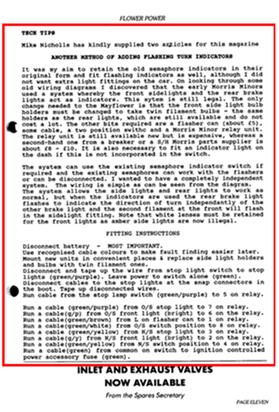 FLOWER POWER
TECH TIPS
Mike Nicholls has kindly supplied two articles for this magazine
ANOTHER METHOD OF ADDING FLASHING TURN INDICATORS
It was my aim to retain the old semaphore indicators in their
original form and fit flashing indicators as well, although I did
not want extra light fittings on the car. On looking through some
old wiring diagrams I discovered that the early Morris Minors
used a system whereby the front sidelights and the rear brake
lights act as indicators. This sytem is still legal. The only
change needed to the Mayflower is that the front side light bulb
holders must be changed to take twin filament bulbs - the same
holders as the rear lights, which are still available and do not
cost a lot. The other bits required are a flasher can (about £5),
some cable, a two position switch and a Morris Minor relay unit.
The relay unit is still available new but is expensive, whereas a
second-hand one from a breaker or a S/H Morris parts supplier is
about £8 - £10. It is also necessary to fit an indicator light on
the dash if this is not incorporated in the switch.
The system can use the existing semaphore indicator switch if
required and the existing semaphores can work with the flashers
or can be disconnected. I wanted to have a completely independent
system. The wiring is simple as can be seen from the diagram.
The sytem allows the side lights and rear lights to work as
normal, but when the indicators are used the rear brake light
flashes to indicate the direction of turn independantly of the
other brake light and the second filament at the front will flash
in the sidelight fitting. Note that white lenses must be retained
for the front lights as amber side lights are now illegal.
FITTING INSTRUCTIONS
Disconnect battery - MOST IMPORTANT.
Use recognised cable colours to make fault finding easier later.
Mount new units in convenient places & replace side light holders
and bulbs with twin filament ones.
Disconnect and tape up the wire from stop light switch to stop
lights (green/purple). Leave power to switch alone (green).
Disconnect cables to the stop lights at the snap connectors in
the boot. Tape up disconnected wires.
Run cable from the stop lamp switch (green/purple) to 5 on relay.
Run a cable (green/purple) from O/S stop light to 7 on relay.
Run a cable(g/p) from O/S front light (bright) to 6 on the relay.
Run a cable(green/brown) from L on flasher can to 1 on relay.
Run a cable(green/white) from O/S switch position to 8 on relay.
Run a cable (green/yellow) from N/S stop light to 3 on relay.
Run a cable(g/y) from N/S front light (bright) to 2 on the relay.
Run a cable(green/yellow) from N/S switch position to 4 on relay.
Run a cable(green) from common on switch to ignition controlled
power accessory fuse (green).
INLET AND EXHAUST VALVES
NOW AVAILABLE
From the Spares Secretary
PAGE ELEVEN